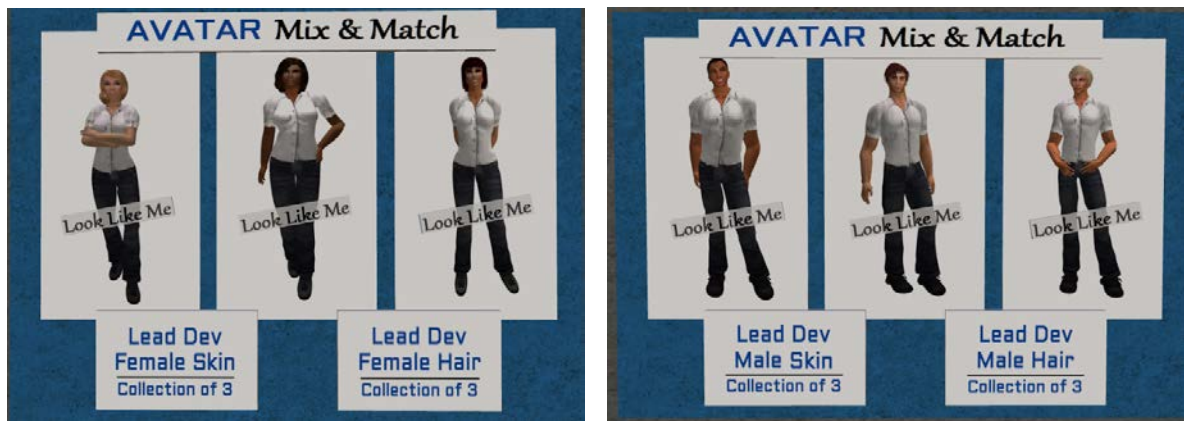 AVATAR Mix & Match
Look Like Me
Look Like Me
Look Like Me
Lead Dev
Female Skin
Collection of 3
Lead Dev
Female Hair
Collection of 3
AVATAR Mix & Match
Look Like Me
Look Like Me
Look Like Me
Lead Dev
Male Skin
Collection of 3
Lead Dev
Male Hair
Collection of 3